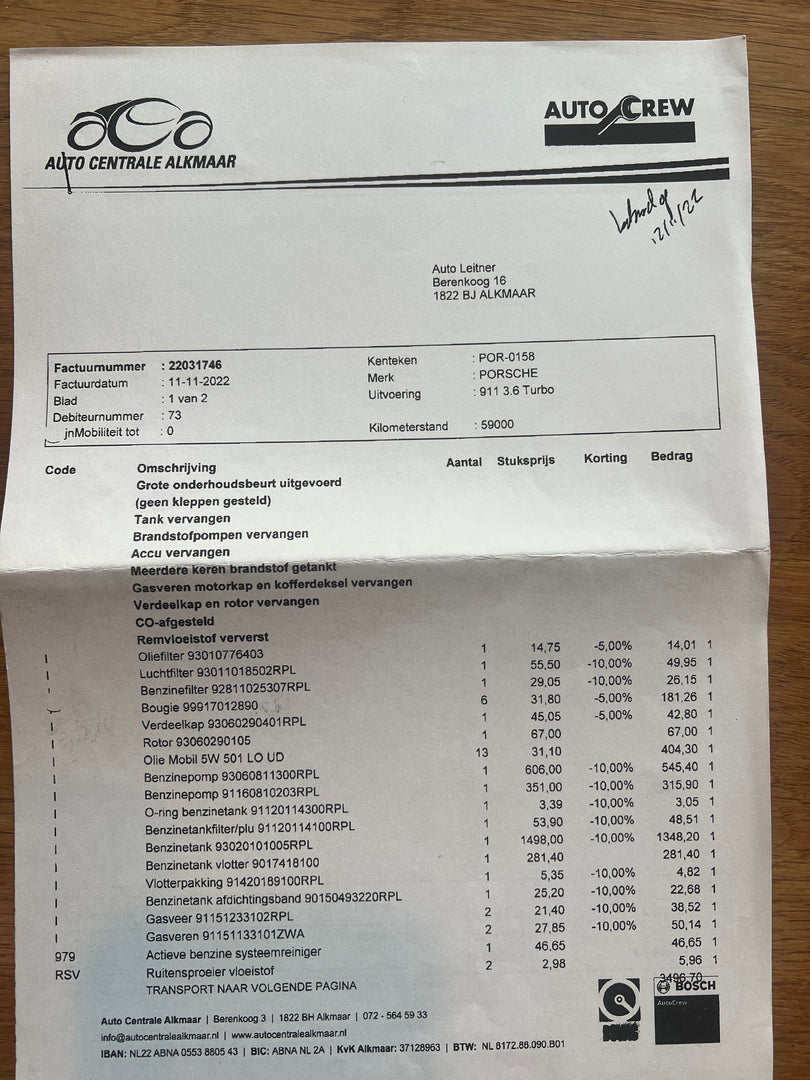 AUTO CENTRALE ALKMAAR
AUTO CREW
12/11/22
Auto Leitner
Berenkoog 16
1822 BJ ALKMAAR
Factuurnummer : 22031746
Factuurdatum : 11-11-2022
Blad : 1 van 2
Debiteurnummer : 73
jnMobiliteit tot : 0
Kenteken : POR-0158
Merk : PORSCHE
Uitvoering : 911 3.6 Turbo
Kilometerstand : 59000
Code Omschrijving Aantal Stuksprijs Korting Bedrag
Grote onderhoudsbeurt uitgevoerd
(geen kleppen gesteld)
Tank vervangen
Brandstofpompen vervangen
Accu vervangen
Meerdere keren brandstof getankt
Gasveren motorkap en kofferdeksel vervangen
Verdeelkap en rotor vervangen
CO-afgesteld
Remvloeistof ververst
Oliefilter 93010776403 1 14,75 -5,00% 14,01 1
Luchtfilter 93011018502RPL 1 55,50 -10,00% 49,95 1
Benzinefilter 92811025307RPL 1 29,05 -10,00% 26,15 1
Bougie 99917012890 6 31,80 -5,00% 181,26 1
Verdeelkap 93060290401RPL 1 45,05 -5,00% 42,80 1
Rotor 93060290105 1 67,00 67,00 1
Olie Mobil 5W 501 LO UD 13 31,10 404,30 1
Benzinepomp 93060811300RPL 1 606,00 -10,00% 545,40 1
Benzinepomp 91160810203RPL 1 351,00 -10,00% 315,90 1
O-ring benzinetank 91120114300RPL 1 3,39 -10,00% 3,05 1
Benzinetankfilter/plu 91120114100RPL 1 53,90 -10,00% 48,51 1
Benzinetank 93020101005RPL 1 1498,00 -10,00% 1348,20 1
Benzinetank vlotter 9017418100 1 281,40 281,40 1
Vlotterpakking 91420189100RPL 1 5,35 -10,00% 4,82 1
Benzinetank afdichtingsband 90150493220RPL 1 25,20 -10,00% 22,68 1
Gasveer 91151233102RPL 2 21,40 -10,00% 38,52 1
Gasveren 91151133101ZWA 2 27,85 -10,00% 50,14 1
979 Actieve benzine systeemreiniger 1 46,65 46,65 1
RSV Ruitensproeier vloeistof 2 2,98 5,96 1
TRANSPORT NAAR VOLGENDE PAGINA 3496,70
BOSCH
AutoCrew
Auto Centrale Alkmaar | Berenkoog 3 | 1822 BH Alkmaar | 072 - 564 59 33
info@autocentralealkmaar.nl | www.autocentralealkmaar.nl
IBAN: NL22 ABNA 0553 8805 43 | BIC: ABNA NL 2A | KvK Alkmaar: 37128963 | BTW: NL 8172.88.090.B01